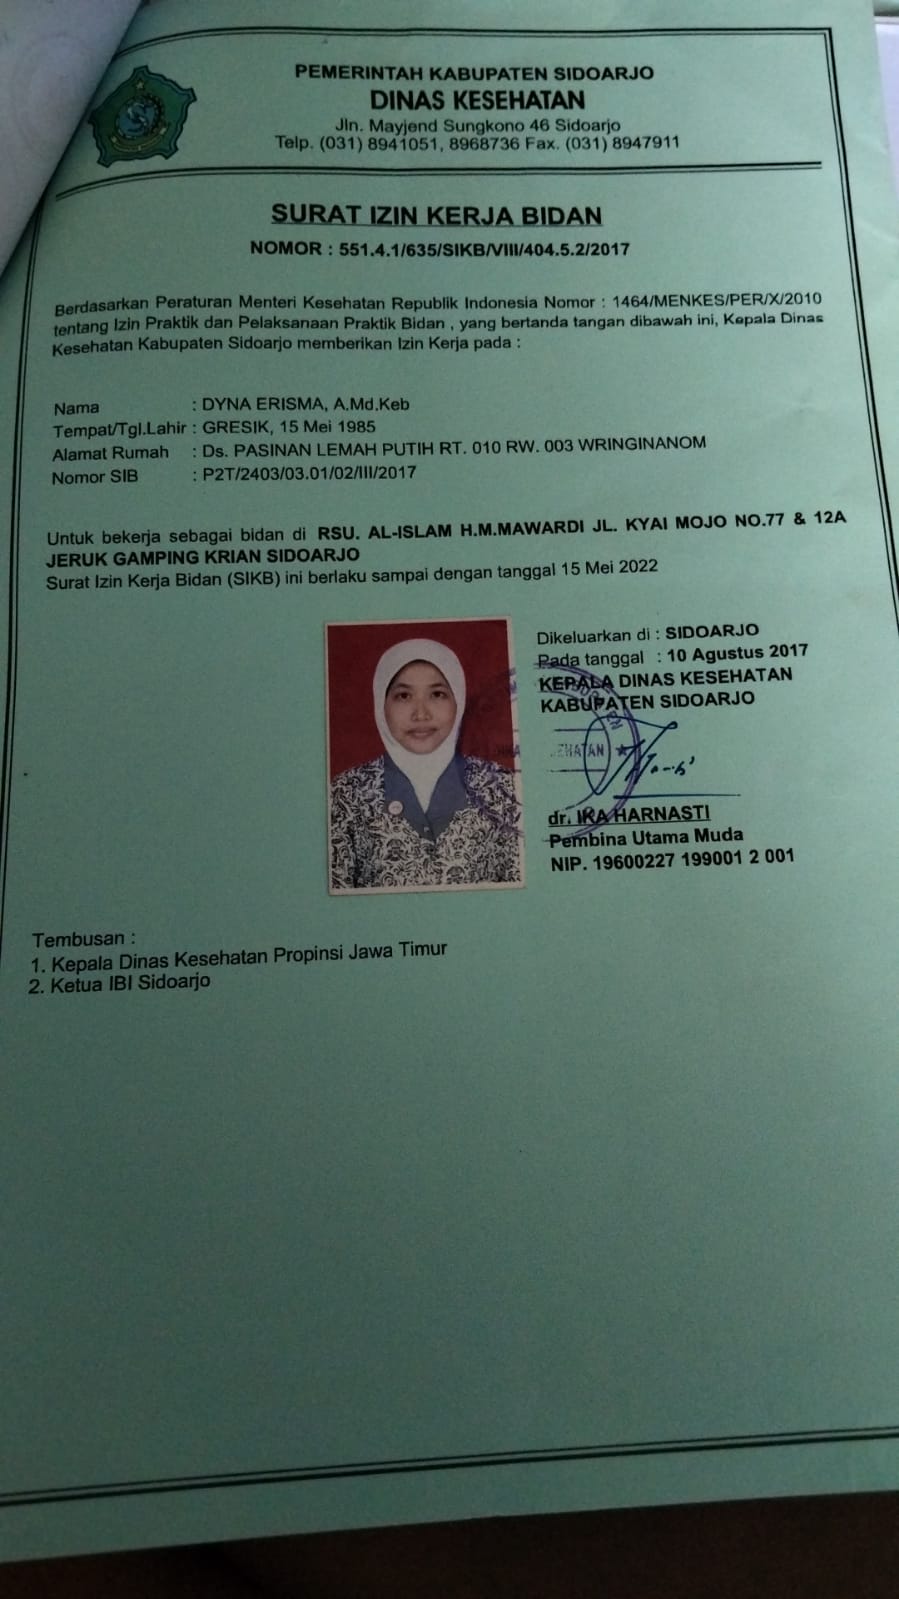 PEMERINTAH KABUPATEN SIDOARJO
DINAS KESEHATAN
Jln. Mayjend Sungkono 46 Sidoarjo
Telp. (031) 8941051, 8968736 Fax. (031) 8947911
SURAT IZIN KERJA BIDAN
NOMOR : 551.4.1/635/SIKB/VIII/404.5.2/2017
Berdasarkan Peraturan Menteri Kesehatan Republik Indonesia Nomor : 1464/MENKES/PER/X/2010
tentang Izin Praktik dan Pelaksanaan Praktik Bidan , yang bertanda tangan dibawah ini, Kepala Dinas
Kesehatan Kabupaten Sidoarjo memberikan Izin Kerja pada :
Nama : DYNA ERISMA, A.Md.Keb
Tempat/Tgl.Lahir : GRESIK, 15 Mei 1985
Alamat Rumah : Ds. PASINAN LEMAH PUTIH RT. 010 RW. 003 WRINGINANOM
Nomor SIB : P2T/2403/03.01/02/III/2017
Untuk bekerja sebagai bidan di RSU. AL-ISLAM H.M.MAWARDI JL. KYAI MOJO NO.77 & 12A
JERUK GAMPING KRIAN SIDOARJO
Surat Izin Kerja Bidan (SIKB) ini berlaku sampai dengan tanggal 15 Mei 2022
Dikeluarkan di : SIDOARJO
Pada tanggal : 10 Agustus 2017
KEPALA DINAS KESEHATAN
KABUPATEN SIDOARJO
dr. IKA HARNASTI
Pembina Utama Muda
NIP. 19600227 199001 2 001
Tembusan :
1. Kepala Dinas Kesehatan Propinsi Jawa Timur
2. Ketua IBI Sidoarjo